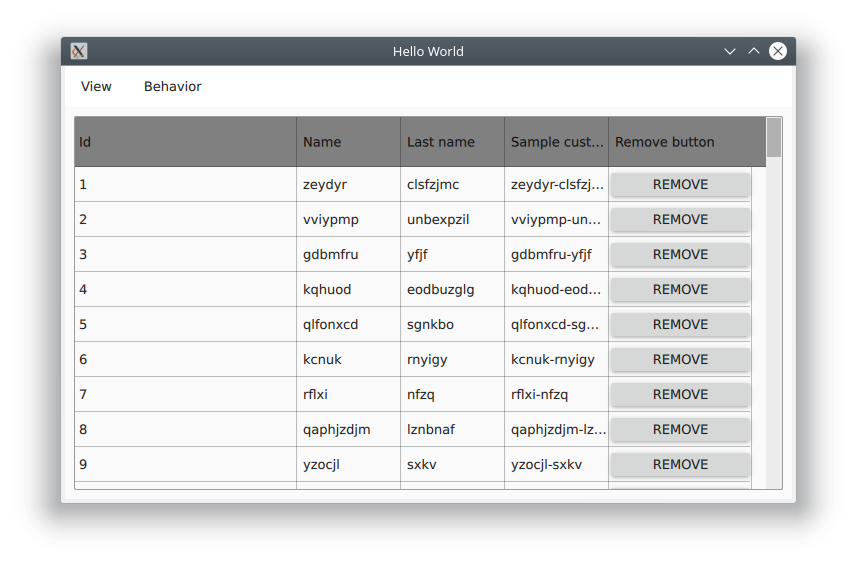 Hello World
View Behavior
Id Name Last name Sample cust... Remove button
1 zeydyr clsfzjmc zeydyr-clsfzj... REMOVE
2 vviypmp unbexpzil vviypmp-un... REMOVE
3 gdbmfru yfjf gdbmfru-yfjf REMOVE
4 kqhuod eodbuzglg kqhuod-eod... REMOVE
5 qlfonxcd sgnkbo qlfonxcd-sg... REMOVE
6 kcnuk rnyigy kcnuk-rnyigy REMOVE
7 rflxi nfzq rflxi-nfzq REMOVE
8 qaphjzdjm lznbnaf qaphjzdjm-lz... REMOVE
9 yzocjl sxkv yzocjl-sxkv REMOVE